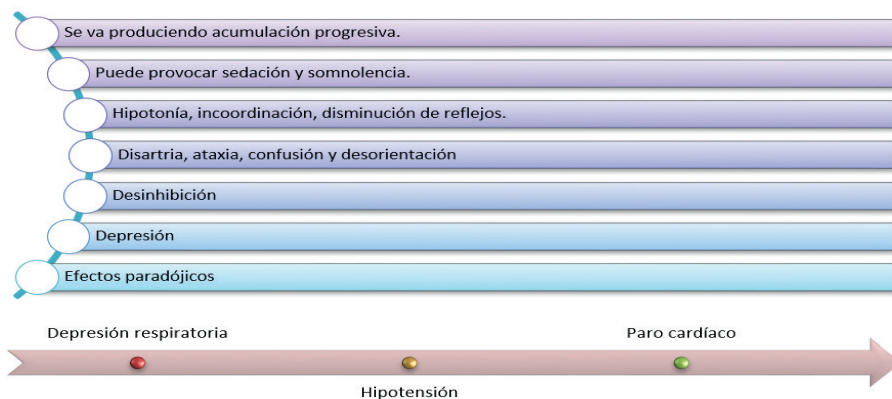 Se va produciendo acumulación progresiva.
Puede provocar sedación y somnolencia.
Hipotonía, incoordinación, disminución de reflejos.
Disartria, ataxia, confusión y desorientación
Desinhibición
Depresión
Efectos paradójicos
Depresión respiratoria
Paro cardíaco
Hipotensión